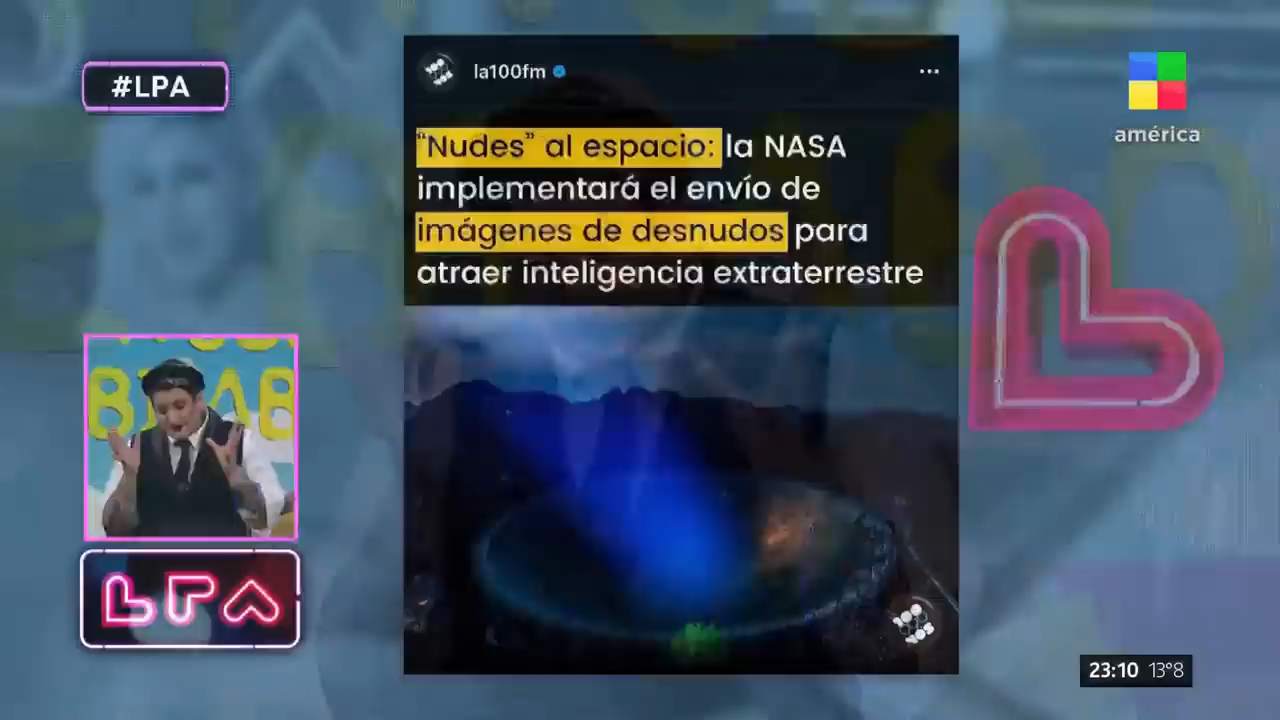 #LPA
la100fm
“Nudes” al espacio: la NASA
implementará el envío de
imágenes de desnudos para
atraer inteligencia extraterrestre
américa
LPA
23:10 13°8